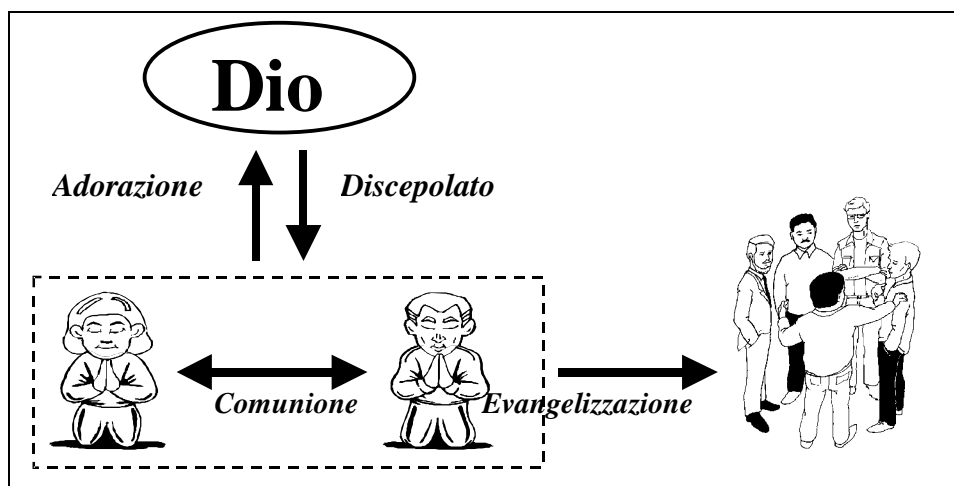 Dio
Adorazione
Discepolato
Comunione
Evangelizzazione